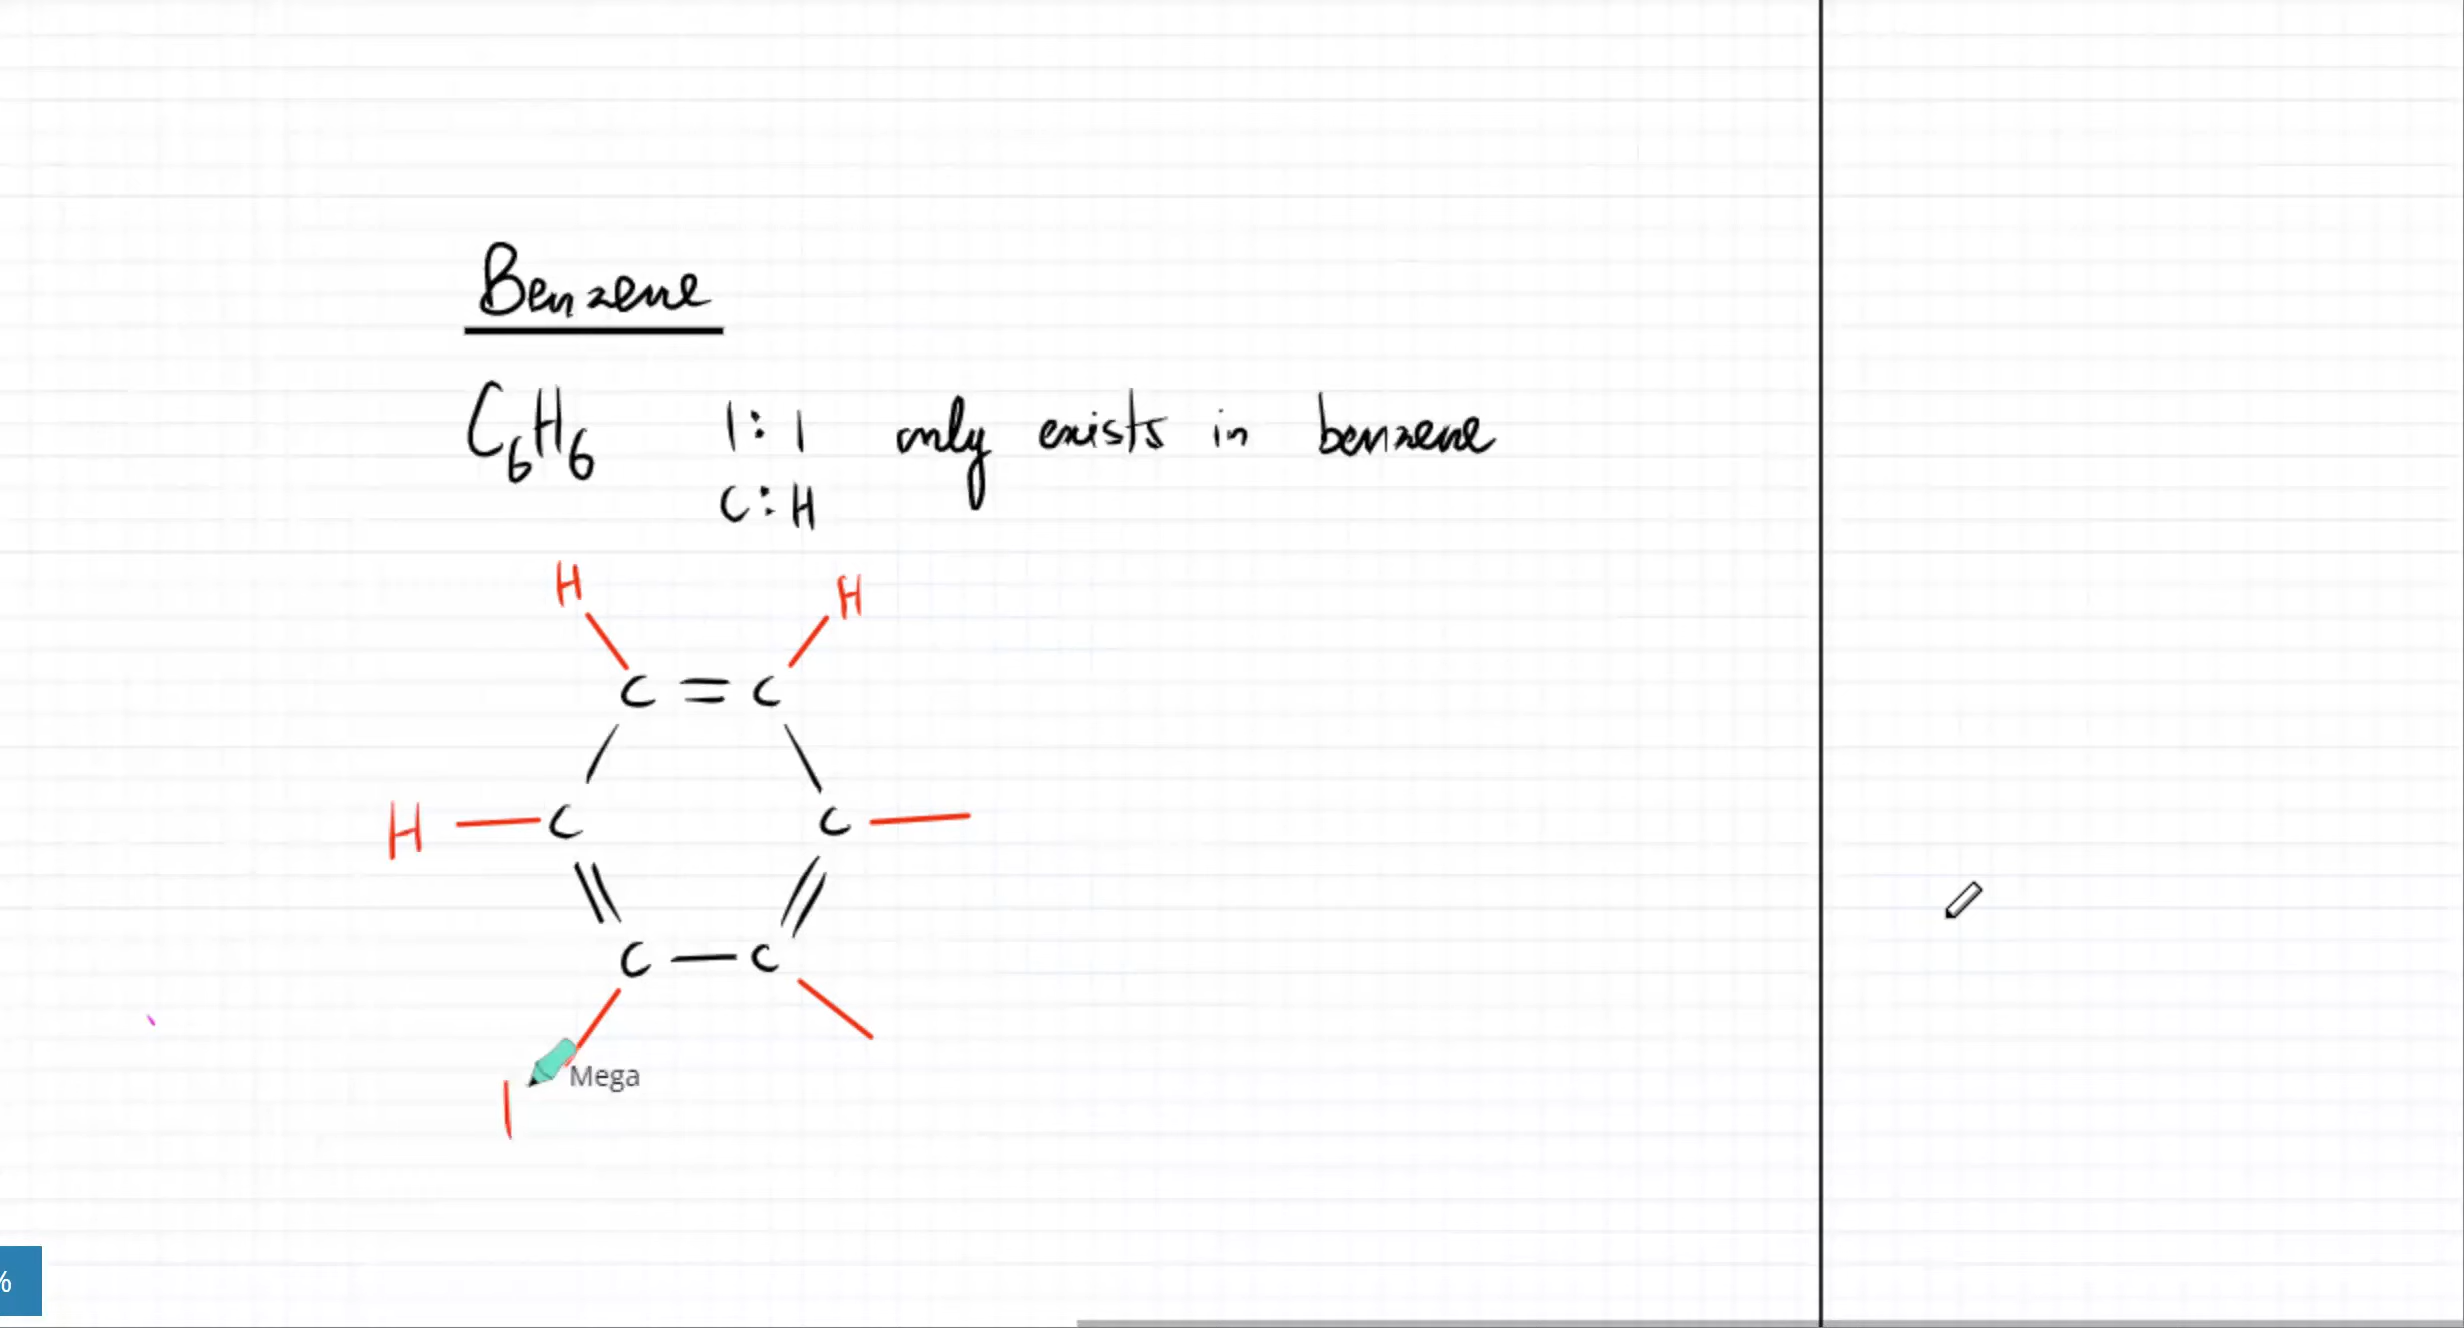 Benzene
C₆H₆ 1:1 only exists in benzene
C:H
H H
C = C
H — C C —
C — C
Mega
%